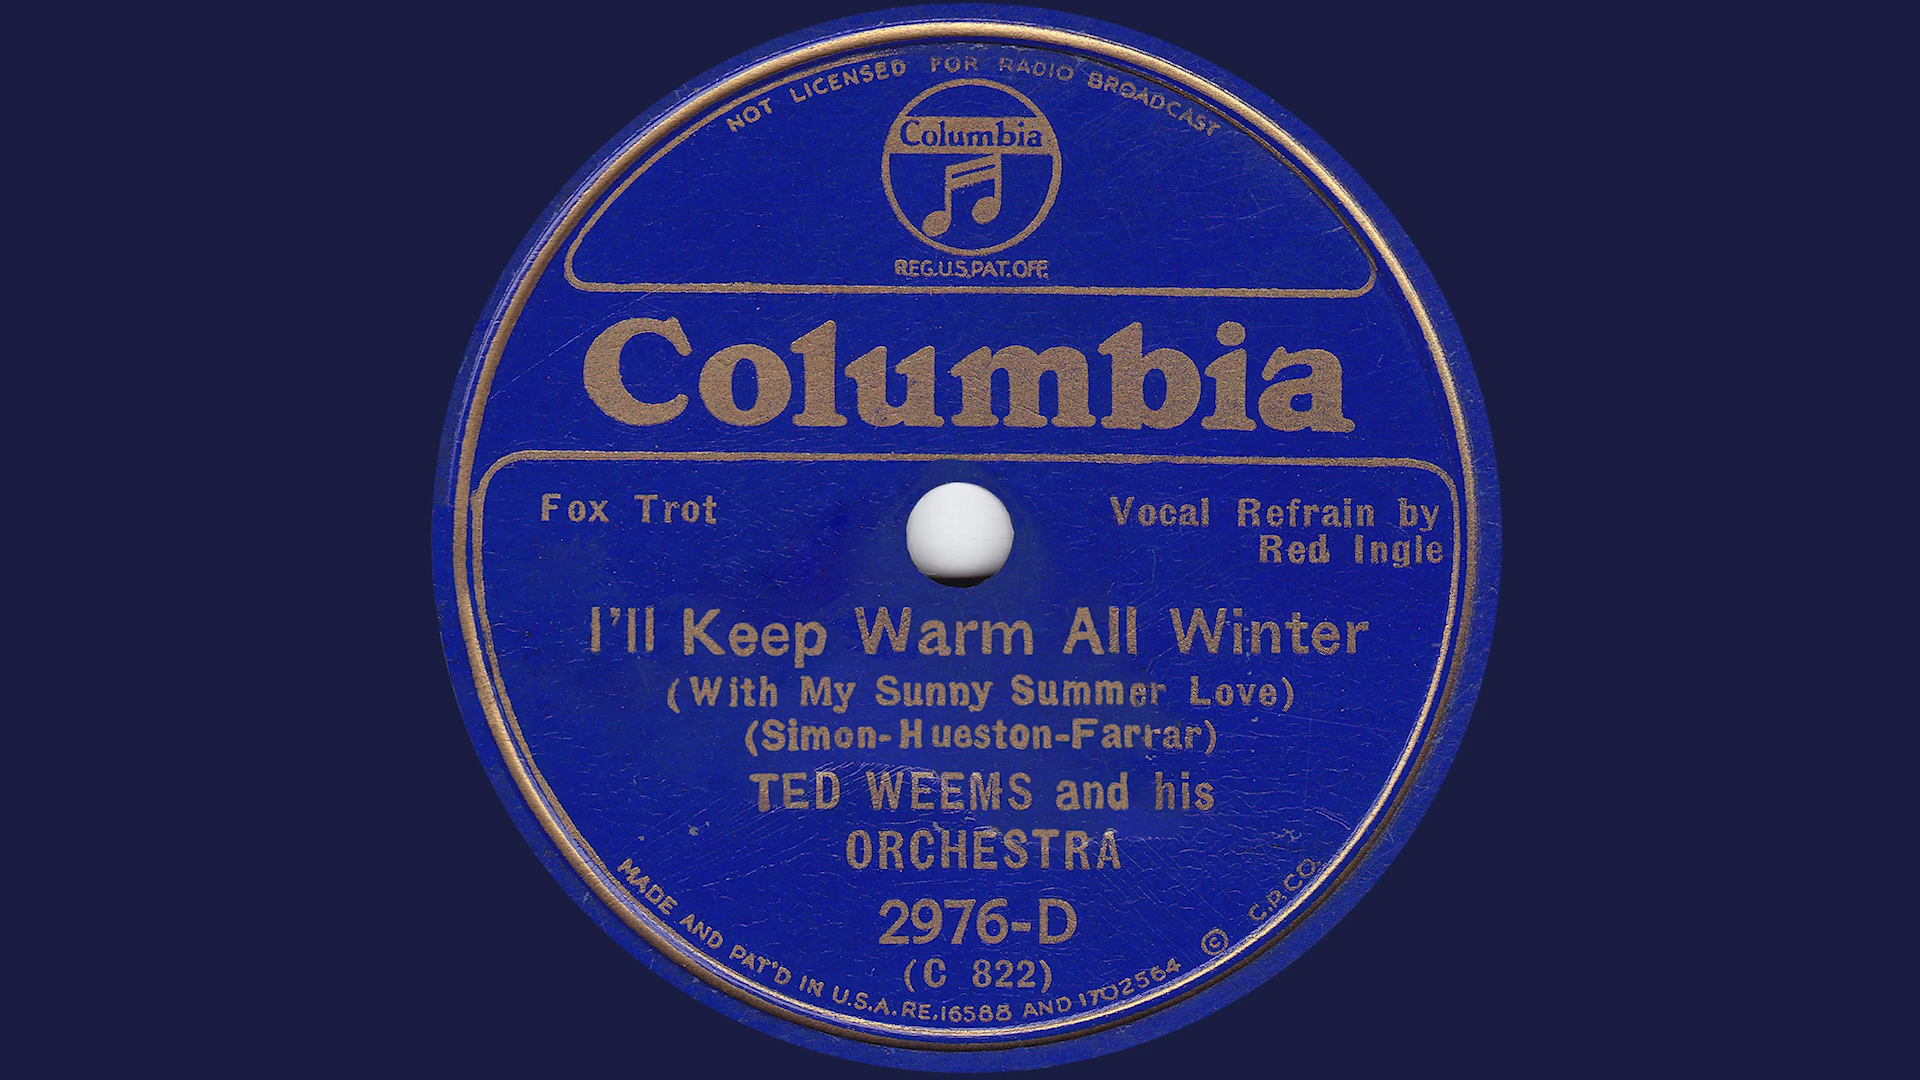 NOT LICENSED FOR RADIO BROADCAST
Columbia
REG.U.S.PAT.OFF.
Columbia
Fox Trot
Vocal Refrain by
Red Ingle
I'll Keep Warm All Winter
(With My Sunny Summer Love)
(Simon-Hueston-Farrar)
TED WEEMS and his
ORCHESTRA
2976-D
(C 822)
MADE AND PAT'D IN U.S.A. RE.16588 AND 1702564 © C.P.CO.